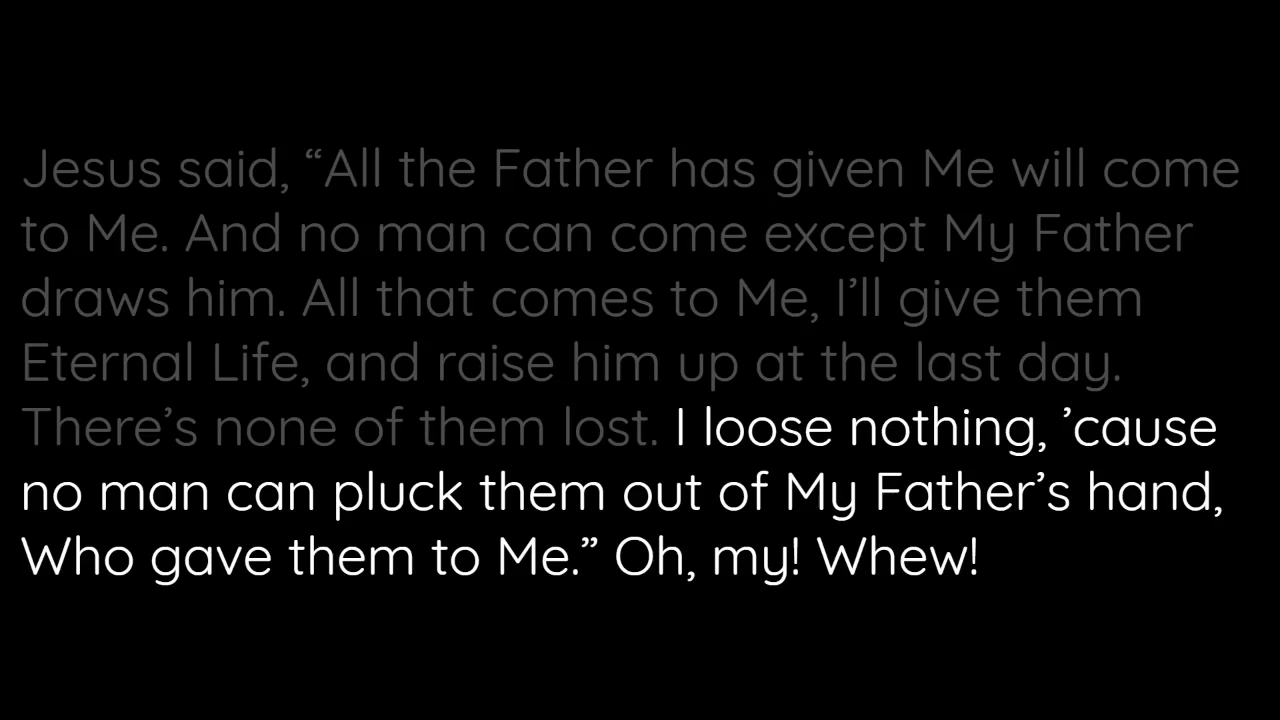 Jesus said, “All the Father has given Me will come
to Me. And no man can come except My Father
draws him. All that comes to Me, I’ll give them
Eternal Life, and raise him up at the last day.
There’s none of them lost. I loose nothing, ’cause
no man can pluck them out of My Father’s hand,
Who gave them to Me.” Oh, my! Whew!